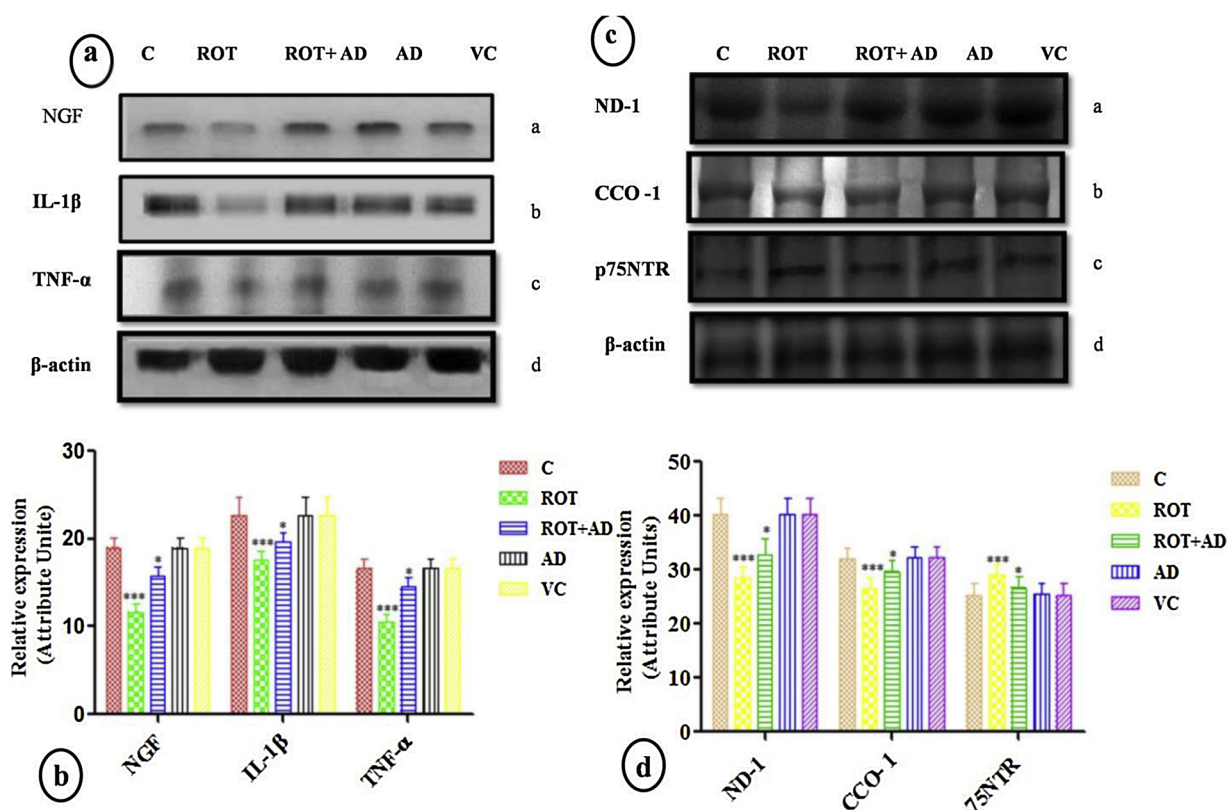 a
C ROT ROT+ AD AD VC
NGF a
IL-1β b
TNF-α c
β-actin d
c
C ROT ROT+AD AD VC
ND-1 a
CCO -1 b
p75NTR c
β-actin d
Relative expression
(Attribute Unite)
30
20
10
0
*** * *** * *** *
NGF IL-1β TNF-α
C
ROT
ROT+AD
AD
VC
b
Relative expression
(Attribute Units)
50
40
30
20
10
0
*** * *** * *** *
ND-1 CCO- 1 75NTR
C
ROT
ROT+AD
AD
VC
d